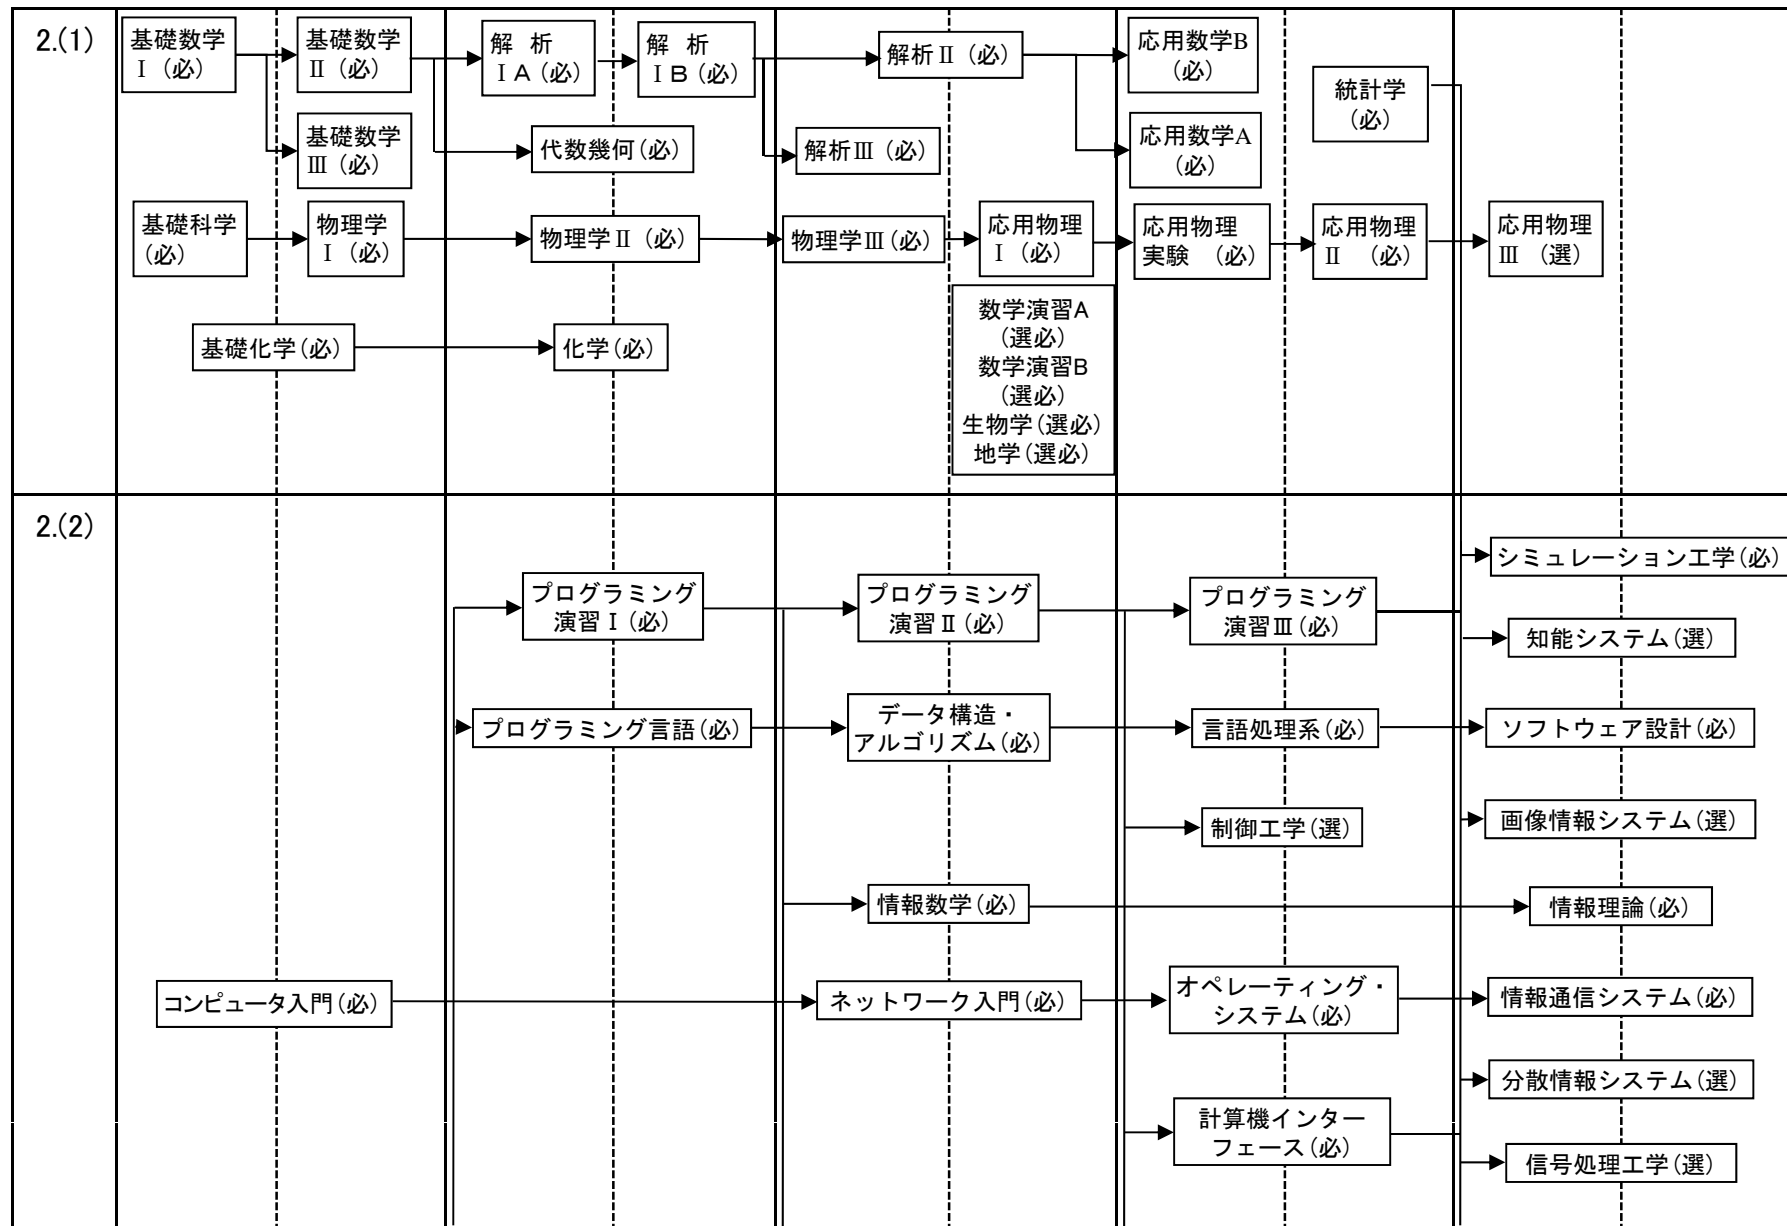 2.(1)
基礎数学
Ⅰ (必)
基礎数学
Ⅱ (必)
解 析
ⅠA (必)
解 析
ⅠB (必)
解析Ⅱ (必)
応用数学B
(必)
統計学
(必)
基礎数学
Ⅲ (必)
代数幾何(必)
解析Ⅲ (必)
応用数学A
(必)
基礎科学
(必)
物理学
Ⅰ (必)
物理学Ⅱ (必)
物理学Ⅲ(必)
応用物理
Ⅰ (必)
応用物理
実験 (必)
応用物理
Ⅱ (必)
応用物理
Ⅲ (選)
基礎化学(必)
化学(必)
数学演習A
(選必)
数学演習B
(選必)
生物学(選必)
地学(選必)
2.(2)
シミュレーション工学(必)
プログラミング
演習Ⅰ(必)
プログラミング
演習Ⅱ(必)
プログラミング
演習Ⅲ(必)
知能システム(選)
プログラミング言語(必)
データ構造・
アルゴリズム(必)
言語処理系(必)
ソフトウェア設計(必)
制御工学(選)
画像情報システム(選)
情報数学(必)
情報理論(必)
コンピュータ入門(必)
ネットワーク入門(必)
オペレーティング・
システム(必)
情報通信システム(必)
分散情報システム(選)
計算機インター
フェース(必)
信号処理工学(選)